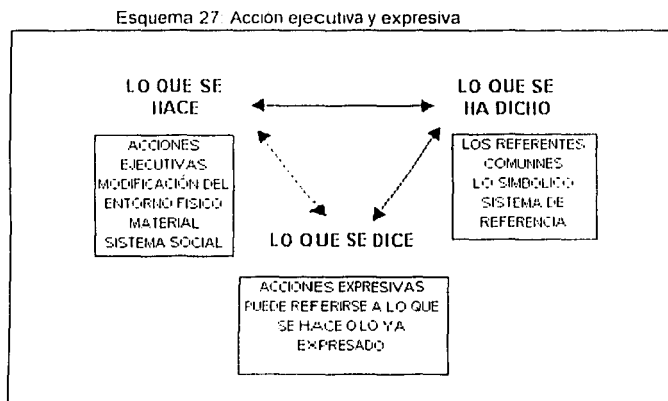 Esquema 27: Acción ejecutiva y expresiva
LO QUE SE
HACE
LO QUE SE
HA DICHO
ACCIONES
EJECUTIVAS
MODIFICACIÓN DEL
ENTORNO FISICO
MATERIAL
SISTEMA SOCIAL
LOS REFERENTES
COMUNNES
LO SIMBOLICO
SISTEMA DE
REFERENCIA
LO QUE SE DICE
ACCIONES EXPRESIVAS
PUEDE REFERIRSE A LO QUE
SE HACE O LO YA
EXPRESADO